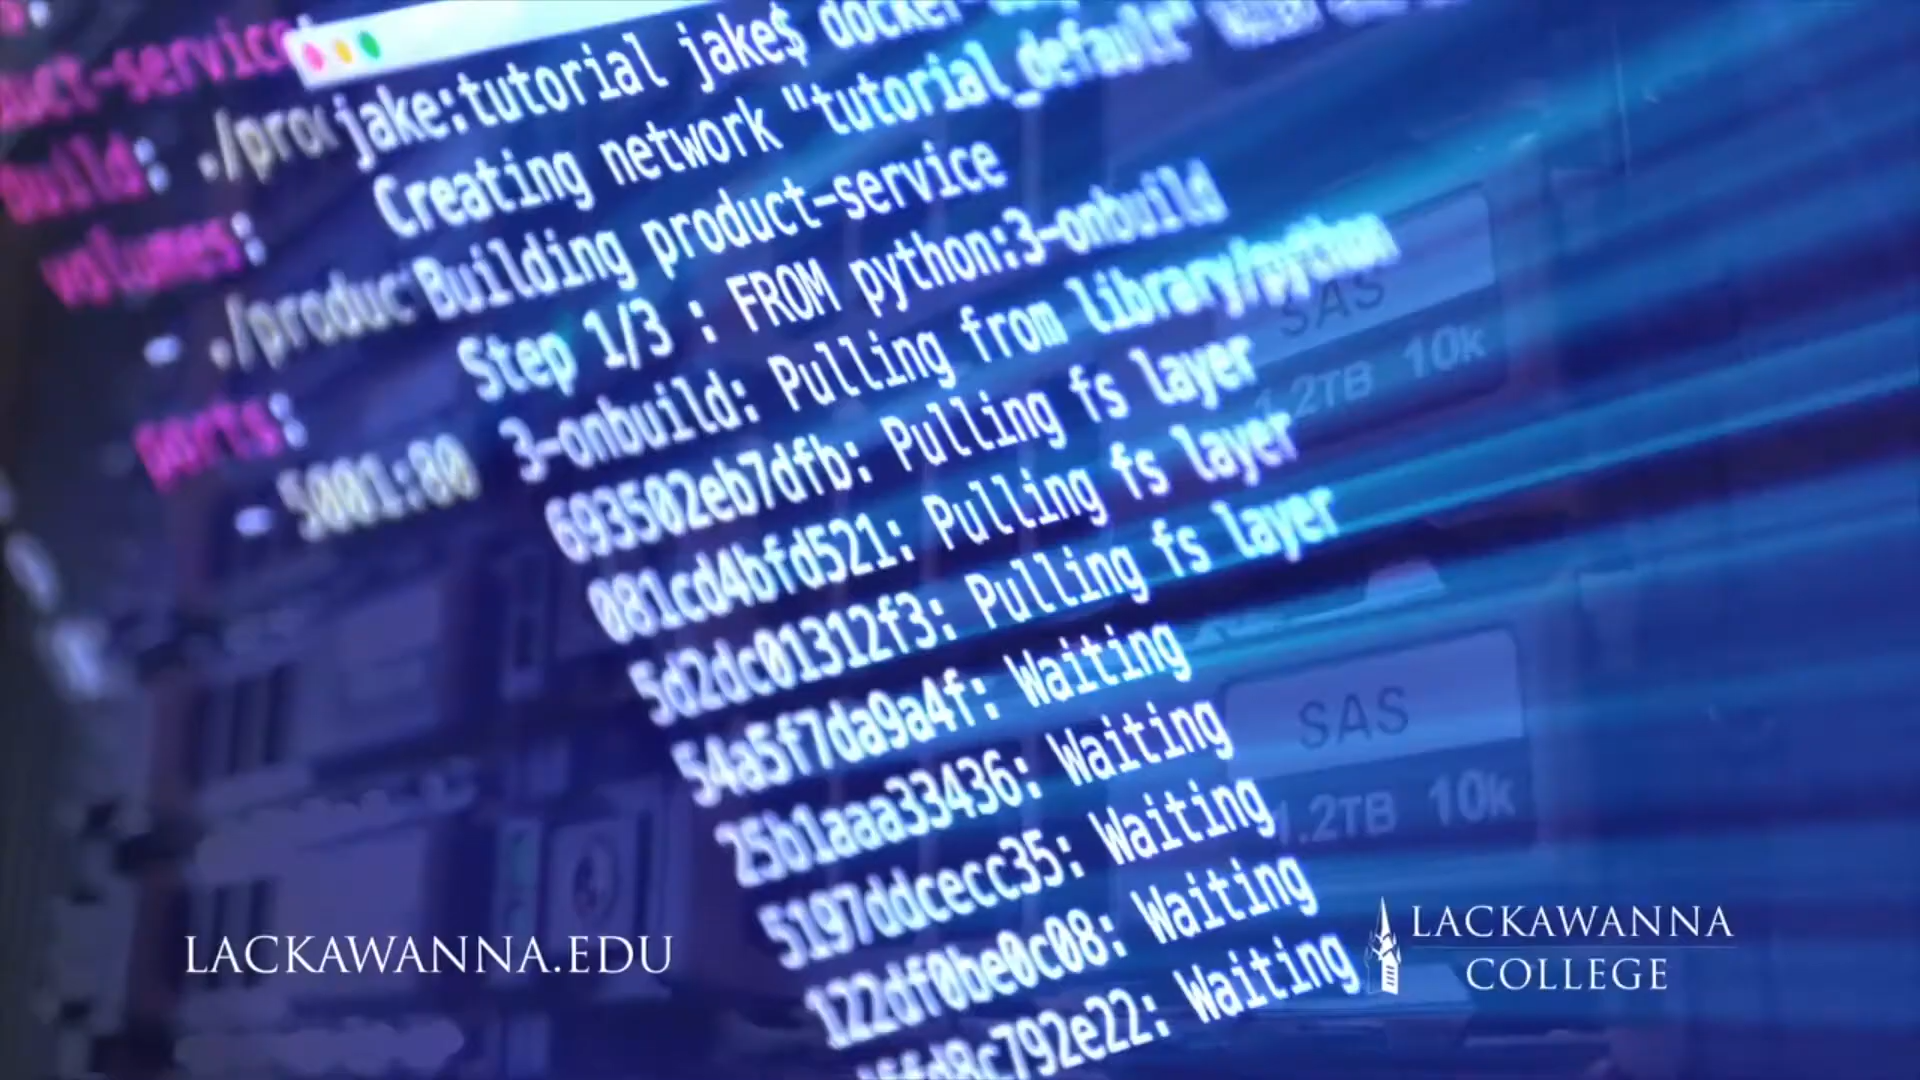 build:
volumes:
- ./produc
ports:
- 5001:80
jake:tutorial jake$ docker-
Creating network "tutorial_default"
Building product-service
Step 1/3 : FROM python:3-onbuild
3-onbuild: Pulling from library/python
693502eb7dfb: Pulling fs layer
081cd4bfd521: Pulling fs layer
5d2dc01312f3: Pulling fs layer
54a5f7da9a4f: Waiting
25b1aaa33436: Waiting
5197ddcecc35: Waiting
122df0be0c08: Waiting
c792e22: Waiting
SAS
1.2TB 10k
SAS
1.2TB 10k
LACKAWANNA.EDU
LACKAWANNA
COLLEGE